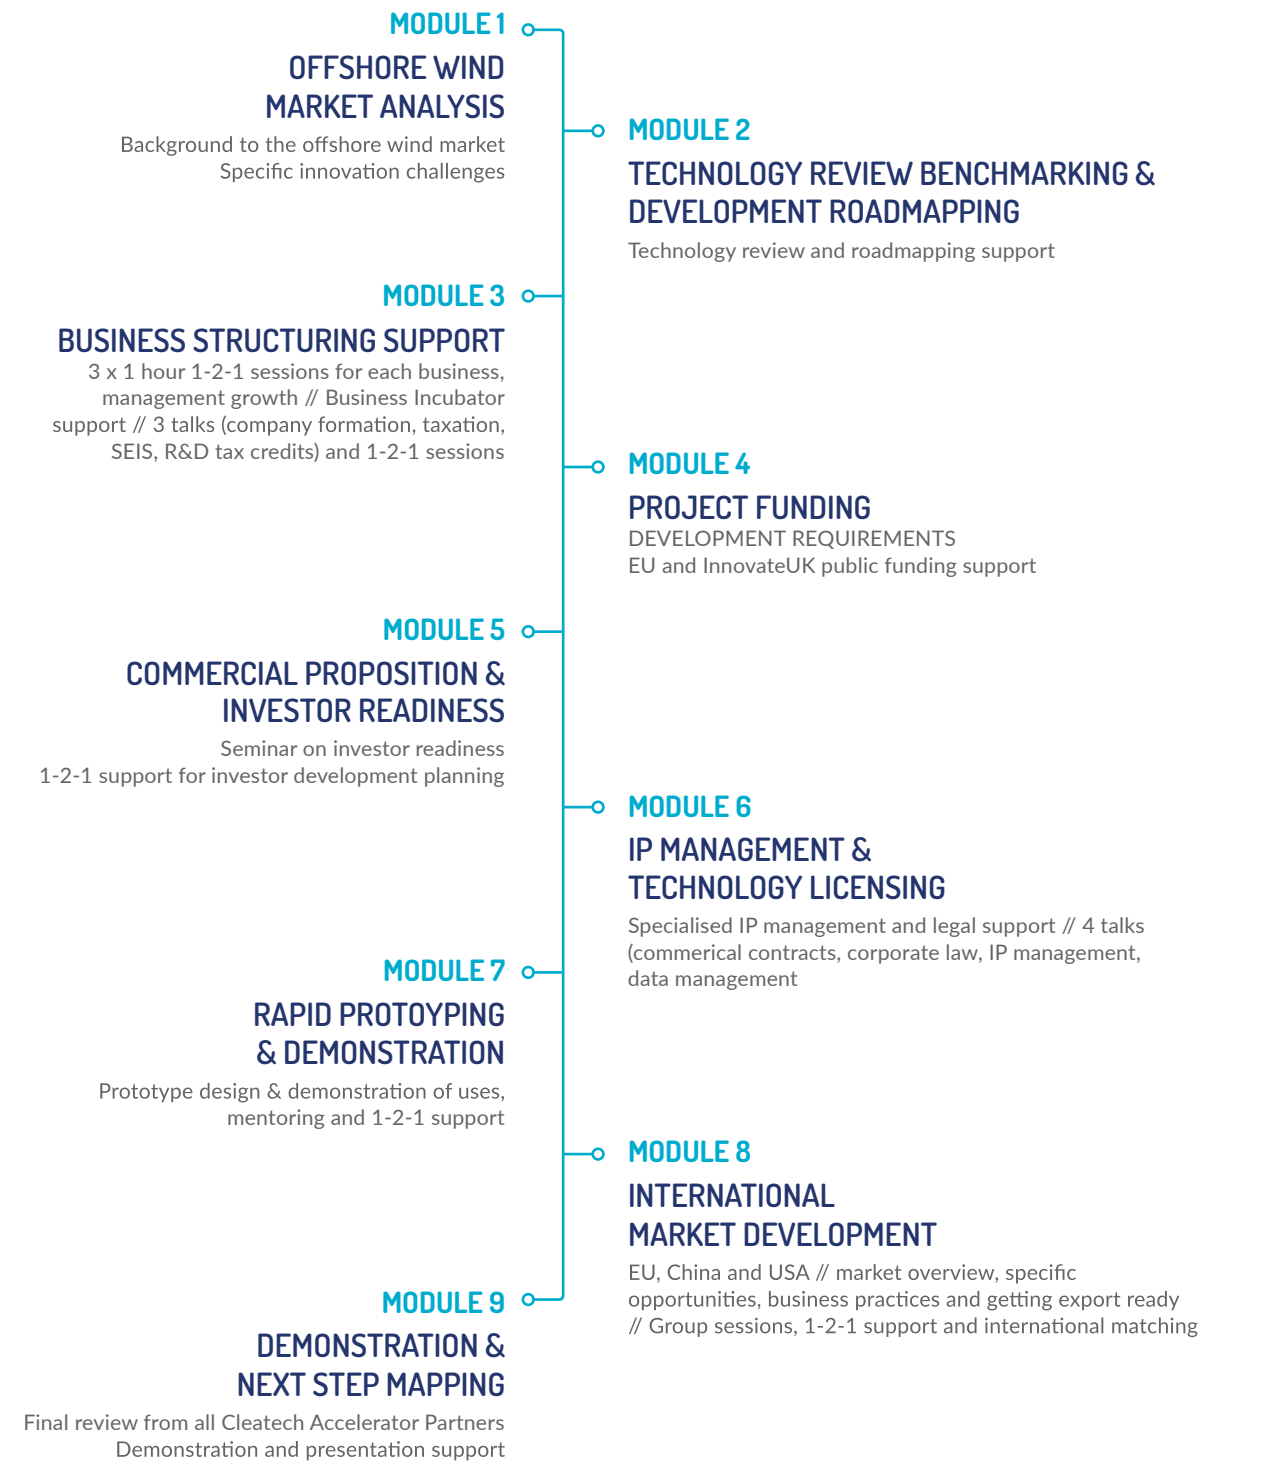 MODULE 1
OFFSHORE WIND
MARKET ANALYSIS
Background to the offshore wind market
Specific innovation challenges
MODULE 2
TECHNOLOGY REVIEW BENCHMARKING &
DEVELOPMENT ROADMAPPING
Technology review and roadmapping support
MODULE 3
BUSINESS STRUCTURING SUPPORT
3 x 1 hour 1-2-1 sessions for each business,
management growth // Business Incubator
support // 3 talks (company formation, taxation,
SEIS, R&D tax credits) and 1-2-1 sessions
MODULE 4
PROJECT FUNDING
DEVELOPMENT REQUIREMENTS
EU and InnovateUK public funding support
MODULE 5
COMMERCIAL PROPOSITION &
INVESTOR READINESS
Seminar on investor readiness
1-2-1 support for investor development planning
MODULE 6
IP MANAGEMENT &
TECHNOLOGY LICENSING
Specialised IP management and legal support // 4 talks
(commerical contracts, corporate law, IP management,
data management
MODULE 7
RAPID PROTOYPING
& DEMONSTRATION
Prototype design & demonstration of uses,
mentoring and 1-2-1 support
MODULE 8
INTERNATIONAL
MARKET DEVELOPMENT
EU, China and USA // market overview, specific
opportunities, business practices and getting export ready
// Group sessions, 1-2-1 support and international matching
MODULE 9
DEMONSTRATION &
NEXT STEP MAPPING
Final review from all Cleatech Accelerator Partners
Demonstration and presentation support